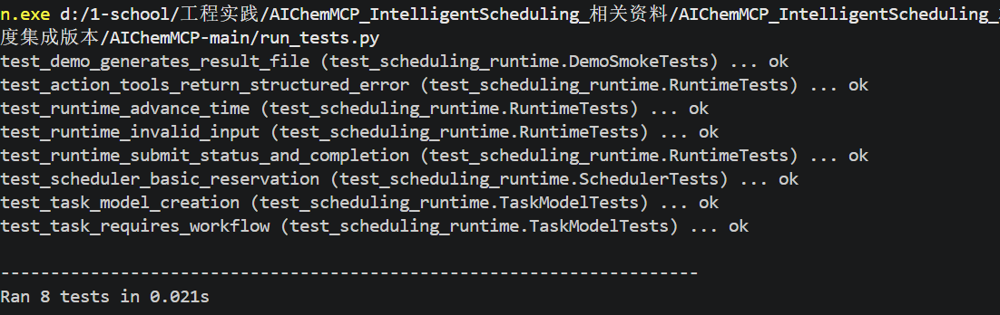 n.exe d:/1-school/工程实践/AIChemMCP_IntelligentScheduling_相关资料/AIChemMCP_IntelligentScheduling_
度集成版本/AIChemMCP-main/run_tests.py
test_demo_generates_result_file (test_scheduling_runtime.DemoSmokeTests) ... ok
test_action_tools_return_structured_error (test_scheduling_runtime.RuntimeTests) ... ok
test_runtime_advance_time (test_scheduling_runtime.RuntimeTests) ... ok
test_runtime_invalid_input (test_scheduling_runtime.RuntimeTests) ... ok
test_runtime_submit_status_and_completion (test_scheduling_runtime.RuntimeTests) ... ok
test_scheduler_basic_reservation (test_scheduling_runtime.SchedulerTests) ... ok
test_task_model_creation (test_scheduling_runtime.TaskModelTests) ... ok
test_task_requires_workflow (test_scheduling_runtime.TaskModelTests) ... ok
----------------------------------------------------------------------
Ran 8 tests in 0.021s